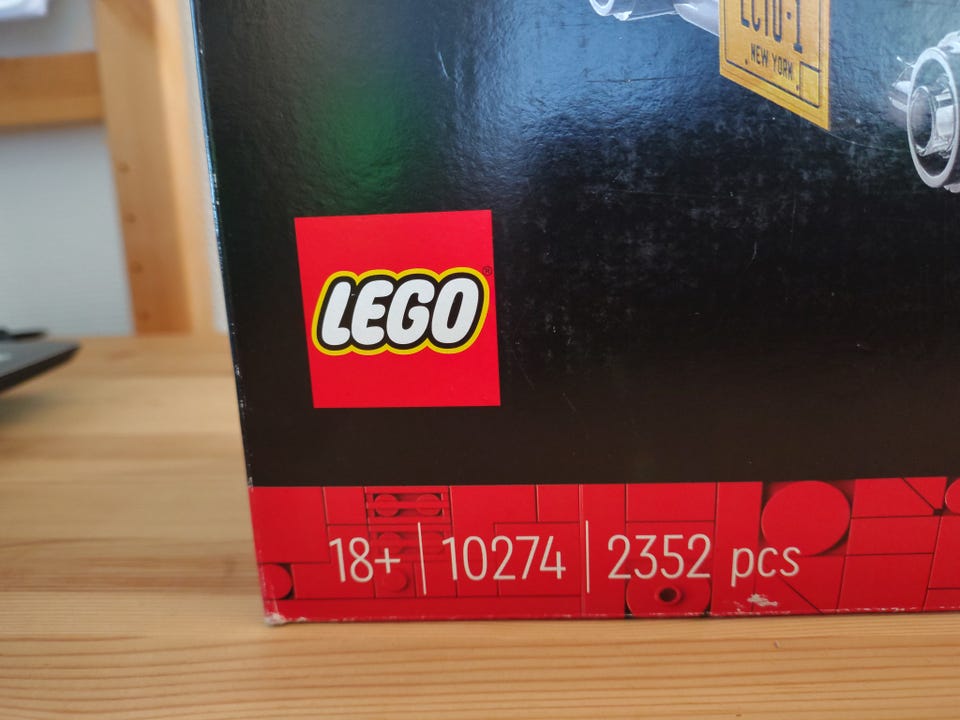 ECTO-1
NEW YORK
LEGO®
18+ | 10274 | 2352 pcs